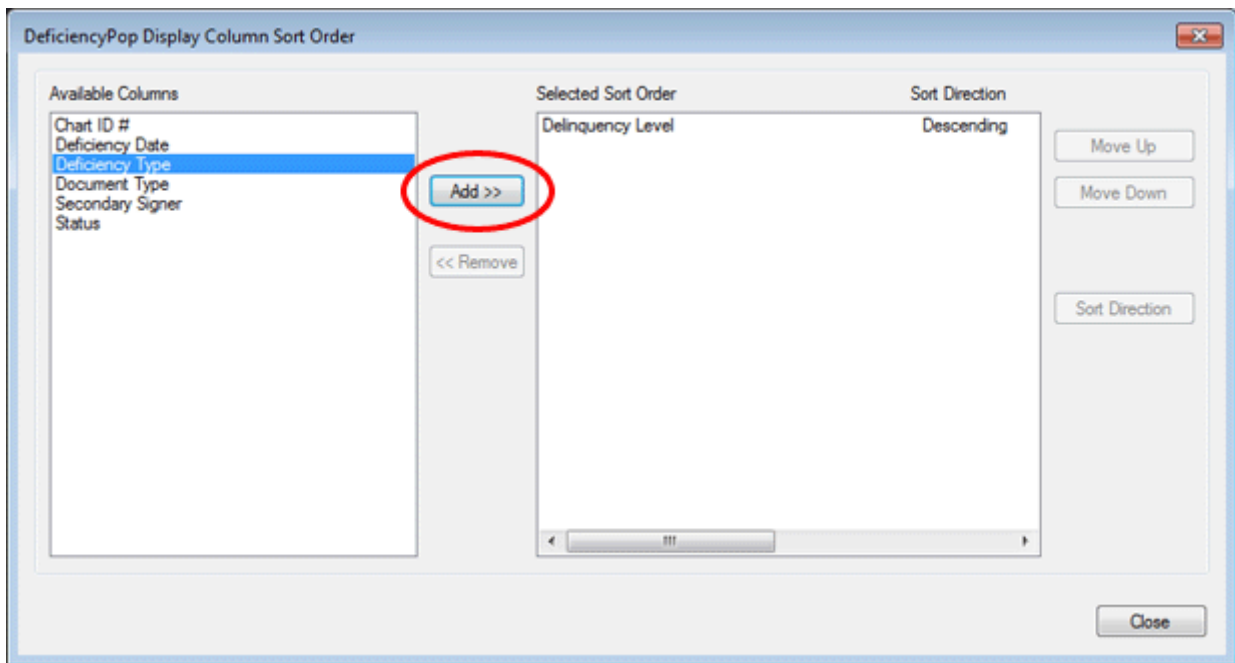 DeficiencyPop Display Column Sort Order
Available Columns
Chart ID #
Deficiency Date
Deficiency Type
Document Type
Secondary Signer
Status
Add >>
<< Remove
Selected Sort Order Sort Direction
Delinquency Level Descending
Move Up
Move Down
Sort Direction
Close